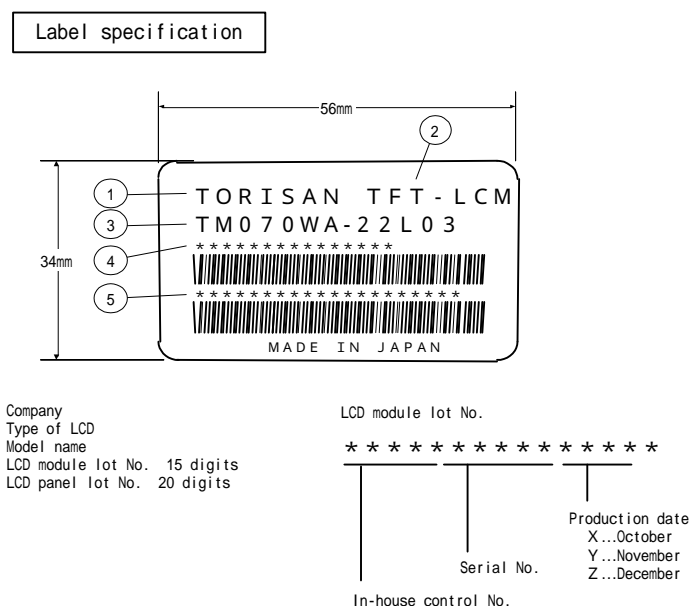 Label specification
56mm
2
1
TORISAN TFT-LCM
3
TM070WA-22L03
4
***************
34mm
5
********************
MADE IN JAPAN
Company
Type of LCD
Model name
LCD module lot No. 15 digits
LCD panel lot No. 20 digits
LCD module lot No.
***************
Production date
X...October
Y...November
Z...December
Serial No.
In-house control No.